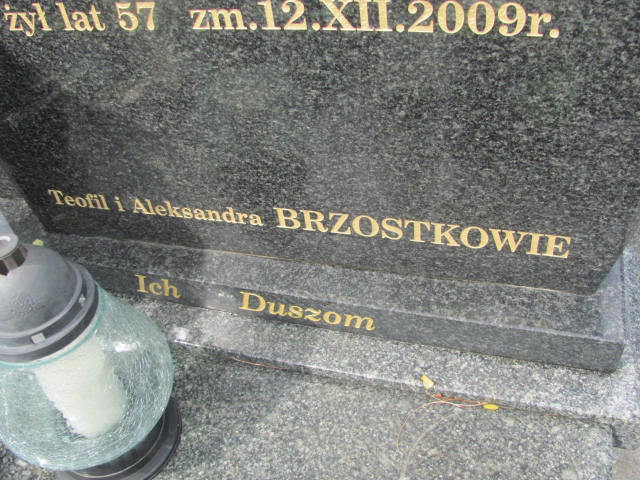 żył lat 57 zm.12.XII.2009r.
Teofil i Aleksandra BRZOSTKOWIE
Ich Duszom